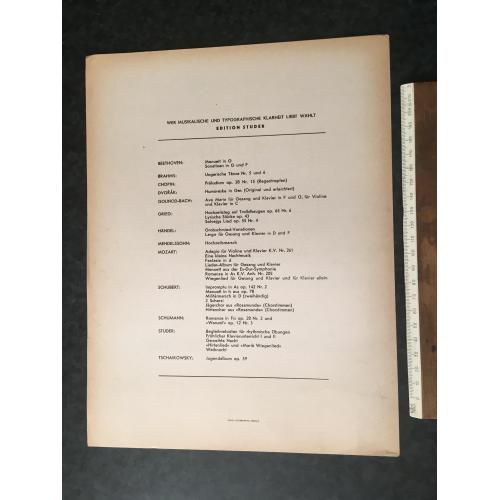 WER MUSIKALISCHE UND TYPOGRAPHISCHE KLARHEIT LIEBT WÄHLT
EDITION STUDER
BEETHOVEN: Menuett in G
Sonatinen in G und F
BRAHMS: Ungarische Tänze Nr. 5 und 6
CHOPIN: Präludium op. 28 Nr. 15 (Regentropfen)
DVOŘÁK: Humoreske in Ges (Original und erleichtert)
GOUNOD-BACH: Ave Maria für Gesang und Klavier in F und G, für Violine
und Klavier in C
GRIEG: Hochzeitstag auf Troldhaugen op. 65 Nr. 6
Lyrische Stücke op. 43
Solvejgs Lied op. 55 Nr. 4
HÄNDEL: Grobschmied-Variationen
Largo für Gesang und Klavier in D und F
MENDELSSOHN: Hochzeitsmarsch
MOZART: Adagio für Violine und Klavier K.V. Nr. 261
Eine kleine Nachtmusik
Fantasie in d
Lieder-Album für Gesang und Klavier
Menuett aus der Es-Dur-Symphonie
Romanze in As K.V. Anh. Nr. 205
Wiegenlied für Gesang und Klavier und für Klavier allein
SCHUBERT: Impromptu in As op. 142 Nr. 2
Menuett in h aus op. 78
Militärmarsch in D (zweihändig)
2 Scherzi
Jägerchor aus «Rosamunde» (Chorstimmen)
Hirtenchor aus «Rosamunde» (Chorstimmen)
SCHUMANN: Romanze in Fis op. 28 Nr. 2 und
«Warum?» op. 12 Nr. 3
STUDER: Begleitmelodien für rhythmische Übungen
Fröhlicher Klavierunterricht I und II
Geweihte Nacht
«Hirtenlied» und «Mariä Wiegenlied»
Weihnacht
TSCHAIKOWSKY: Jugendalbum op. 39